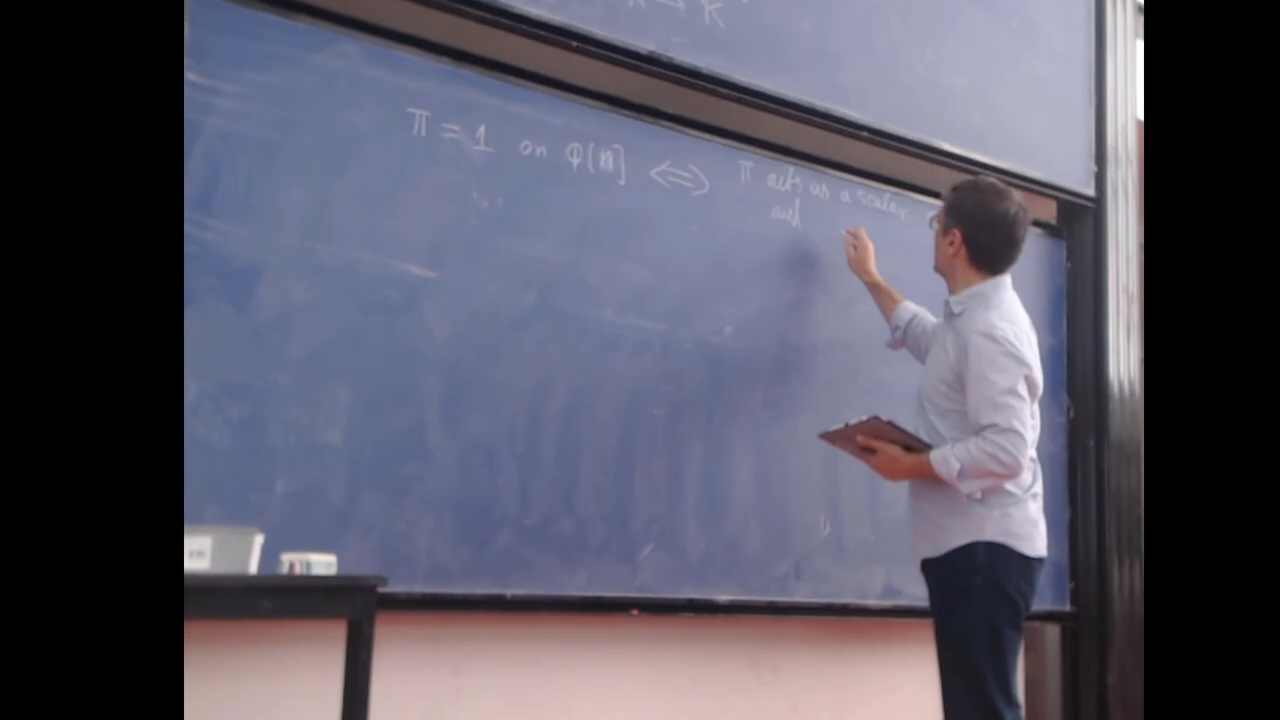 π = 1 on φ[n] ⇔ π acts as a scalar
and